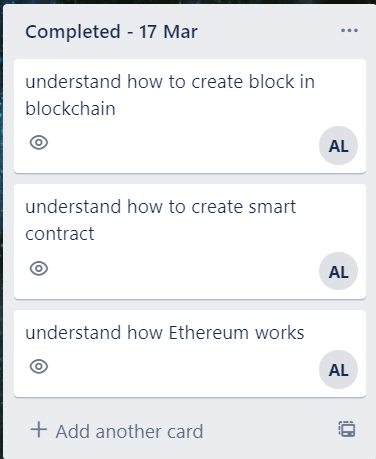 Completed - 17 Mar
understand how to create block in
blockchain
AL
understand how to create smart
contract
AL
understand how Ethereum works
AL
+ Add another card